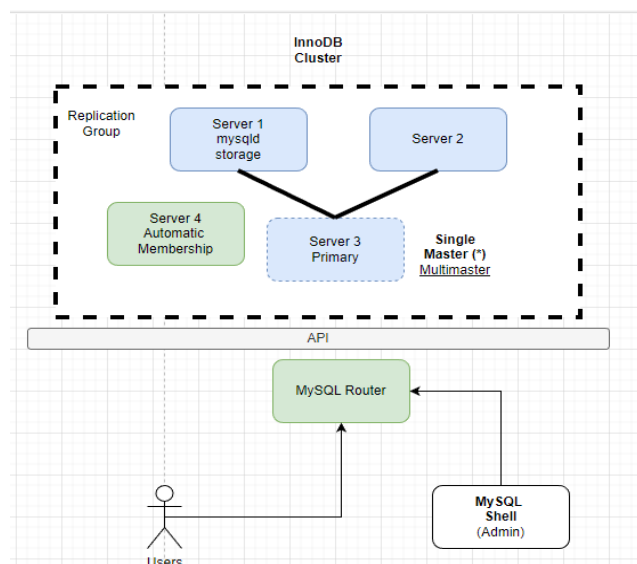 InnoDB
Cluster
Replication
Group
Server 1
mysqld
storage
Server 2
Server 4
Automatic
Membership
Server 3
Primary
Single
Master (*)
Multimaster
API
MySQL Router
MySQL
Shell
(Admin)
Users